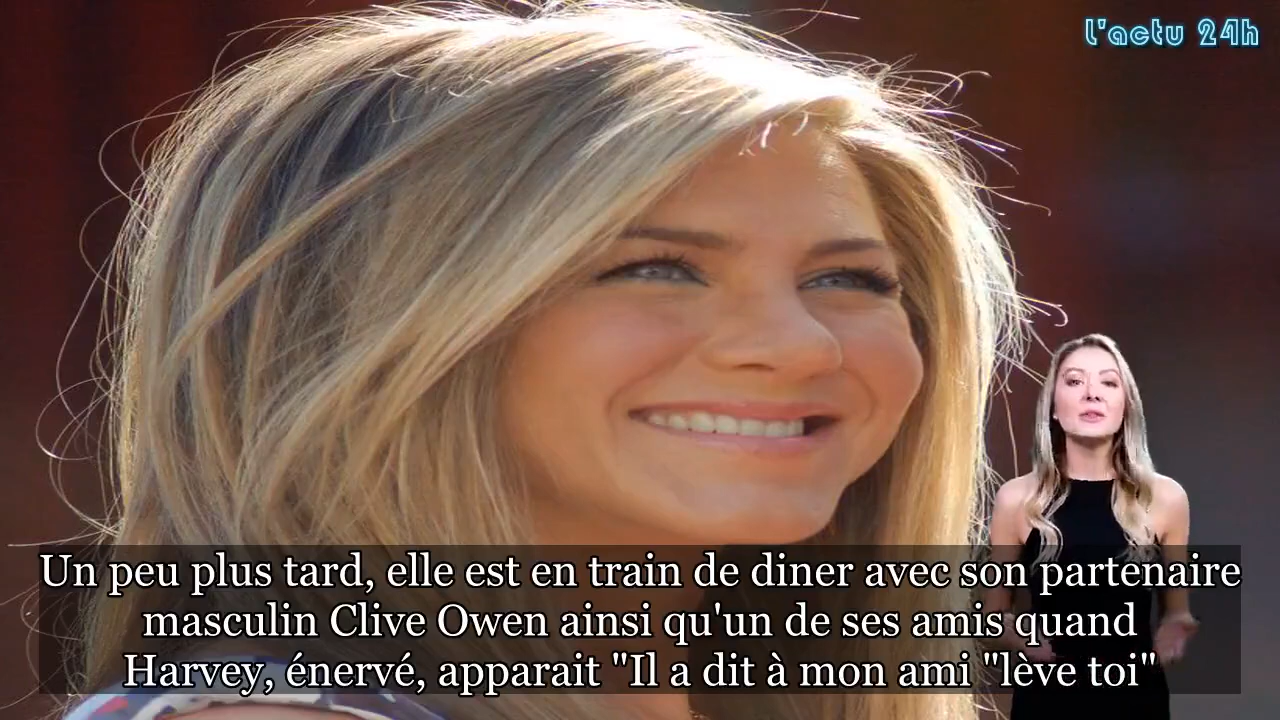 l'actu 24h
Un peu plus tard, elle est en train de diner avec son partenaire
masculin Clive Owen ainsi qu'un de ses amis quand
Harvey, énervé, apparait "Il a dit à mon ami "lève toi"